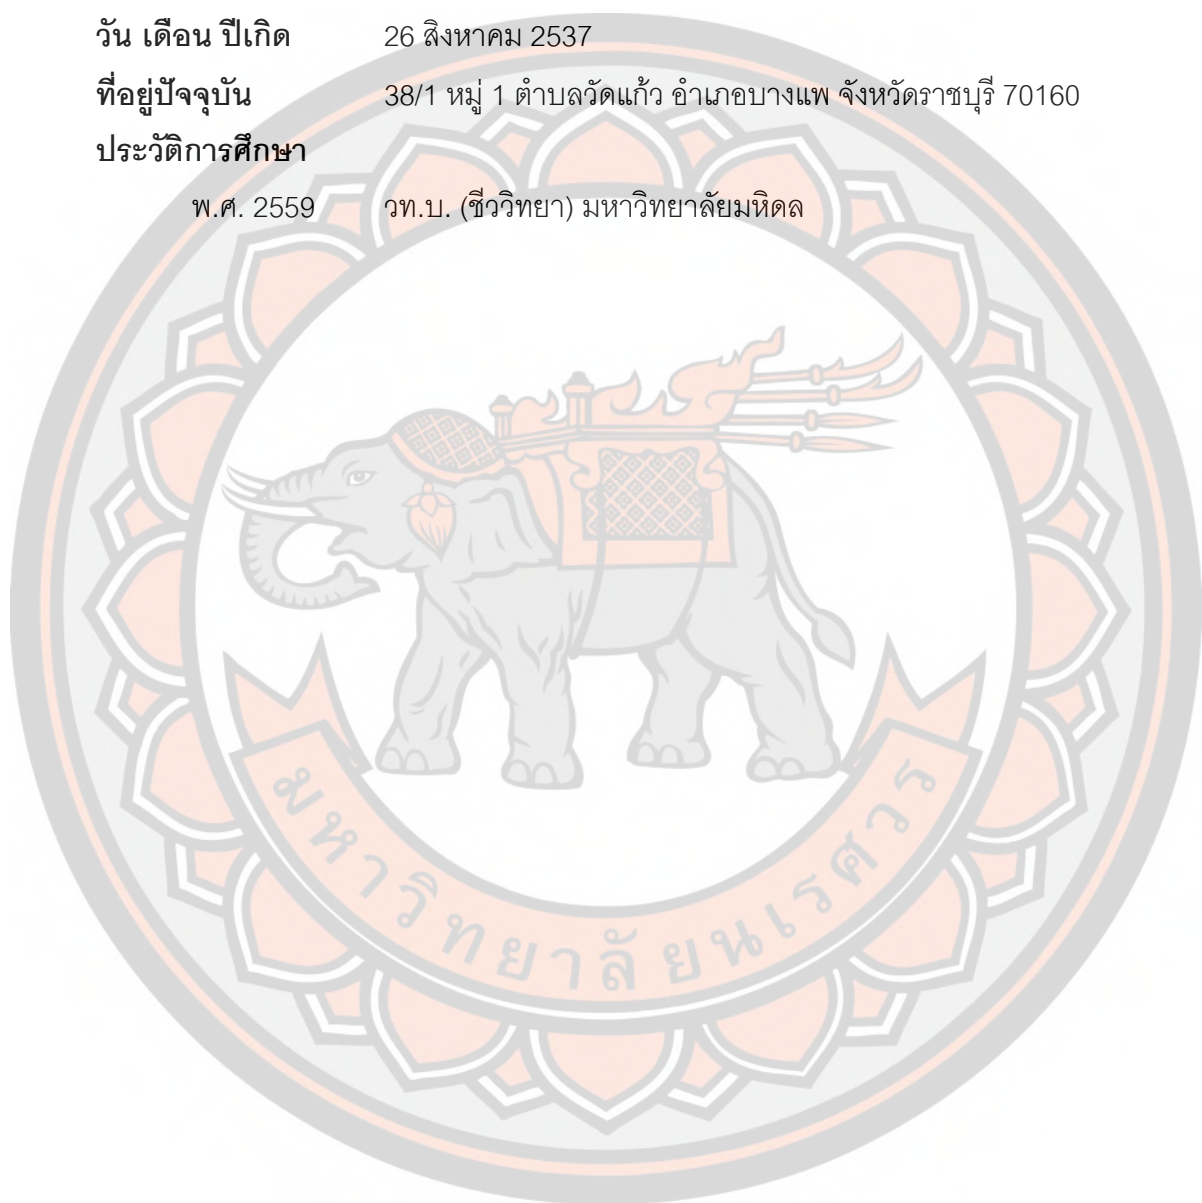 วัน เดือน ปีเกิด 26 สิงหาคม 2537
ที่อยู่ปัจจุบัน 38/1 หมู่ 1 ตำบลวัดแก้ว อำเภอบางแพ จังหวัดราชบุรี 70160
ประวัติการศึกษา
พ.ศ. 2559 วท.บ. (ชีววิทยา) มหาวิทยาลัยมหิดล
มหาวิทยาลัยนเรศวร